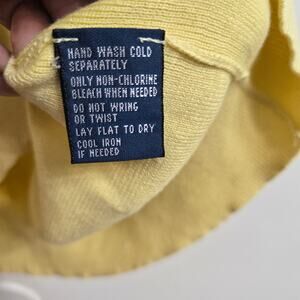 HAND WASH COLD
SEPARATELY
ONLY NON-CHLORINE
BLEACH WHEN NEEDED
DO NOT WRING
OR TWIST
LAY FLAT TO DRY
COOL IRON
IF NEEDED